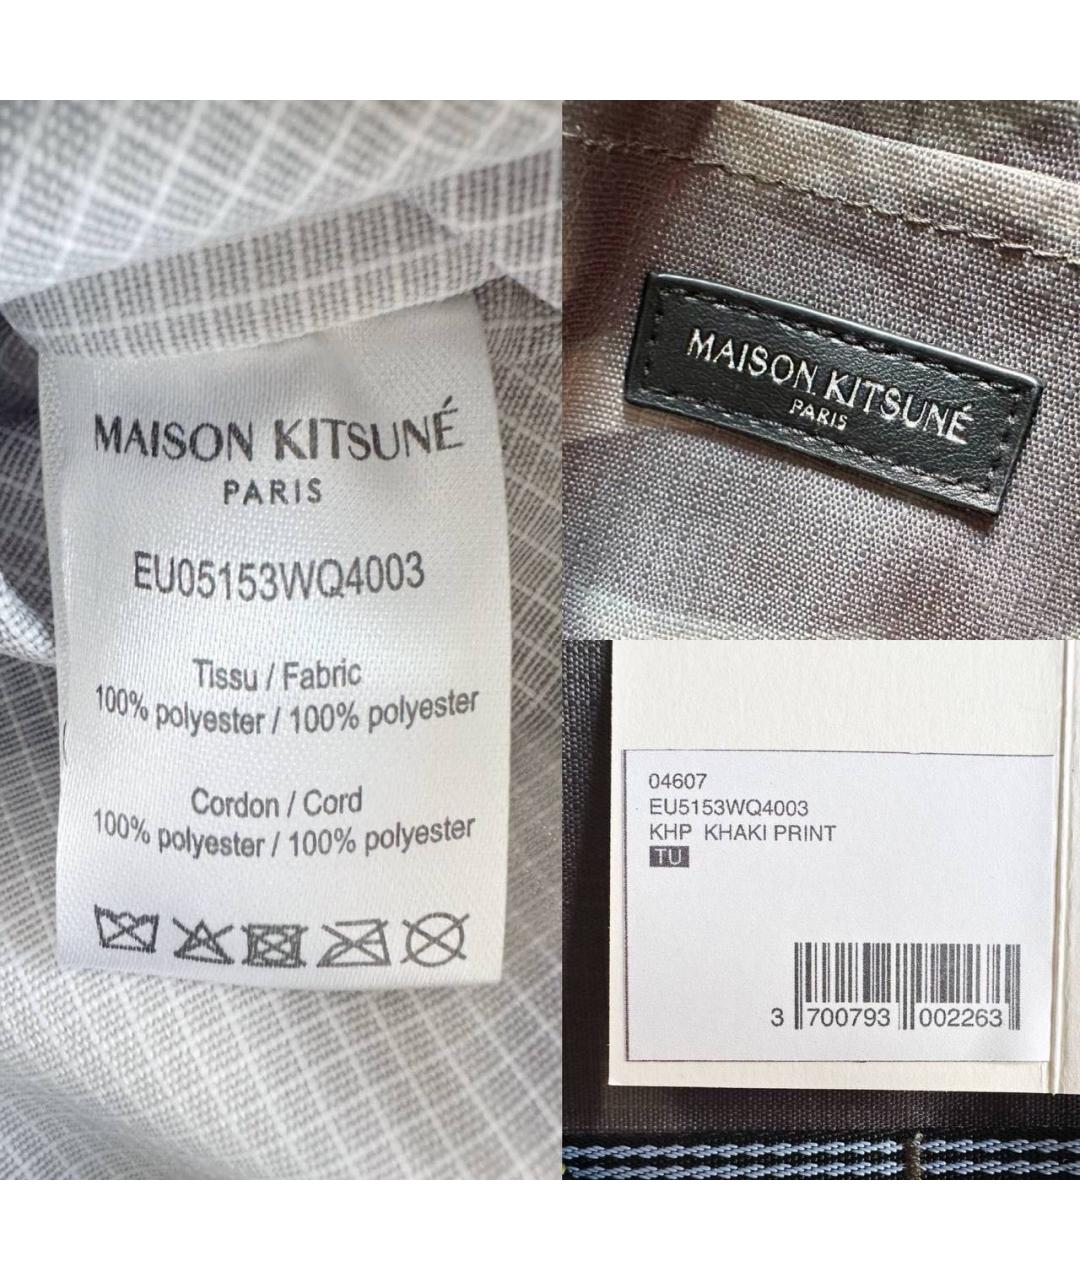 MAISON KITSUNÉ
PARIS
EU05153WQ4003
Tissu / Fabric
100% polyester / 100% polyester
Cordon / Cord
100% polyester / 100% polyester
MAISON KITSUNÉ
PARIS
04607
EU5153WQ4003
KHP KHAKI PRINT
TU
3 700793 002263